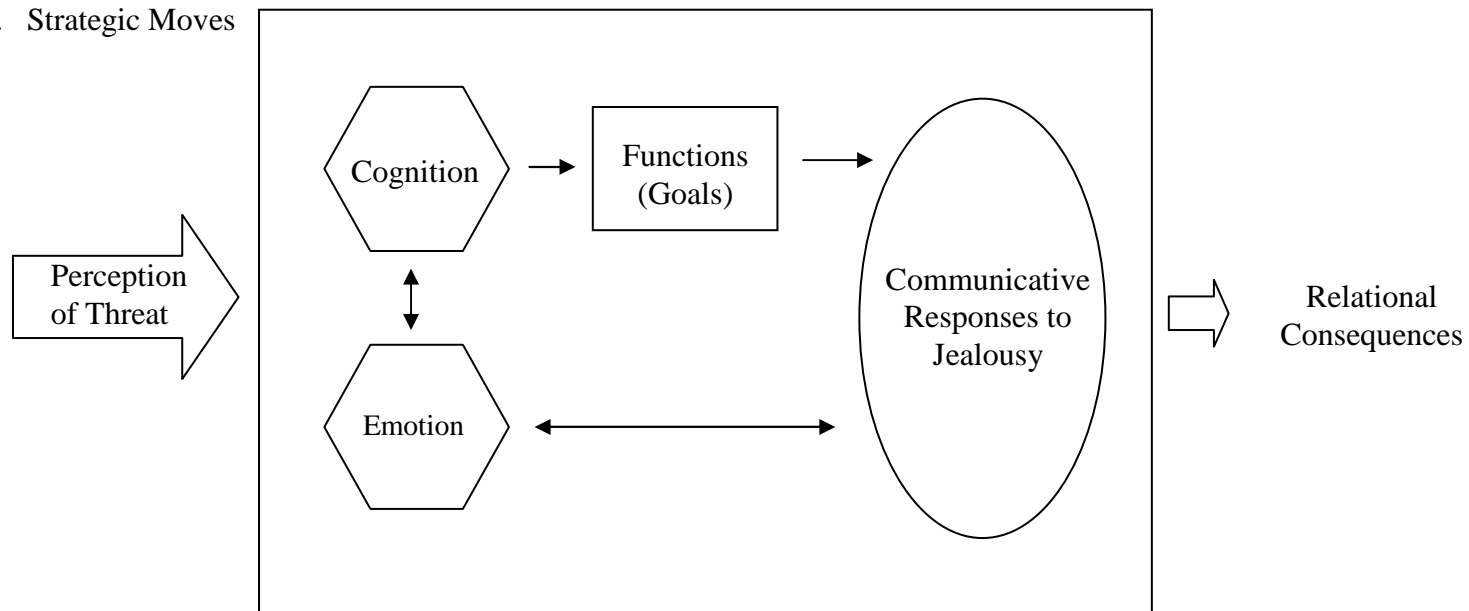 . Strategic Moves
Cognition
Functions
(Goals)
Perception
of Threat
Communicative
Responses to
Jealousy
Relational
Consequences
Emotion